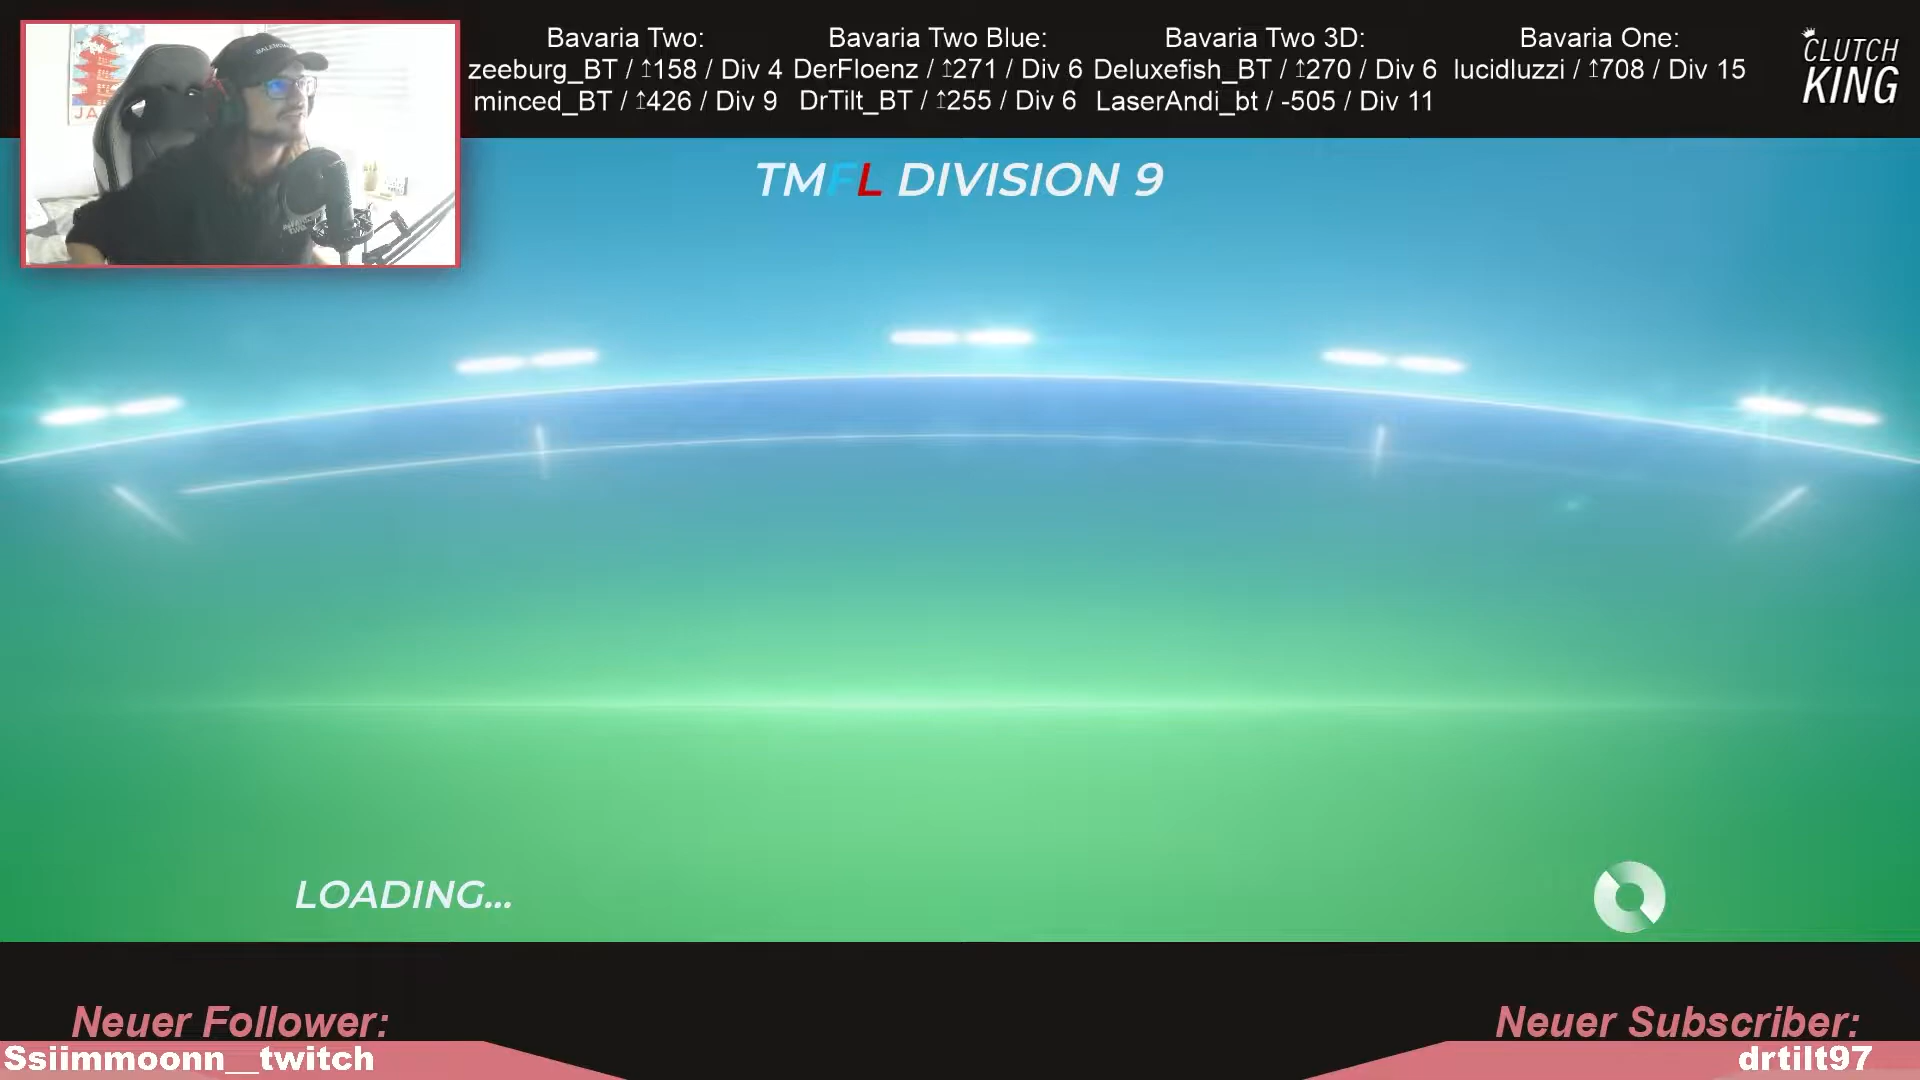 Bavaria Two:
zeeburg_BT / ↑158 / Div 4
minced_BT / ↑426 / Div 9
Bavaria Two Blue:
DerFloenz / ↑271 / Div 6
DrTilt_BT / ↑255 / Div 6
Bavaria Two 3D:
Deluxefish_BT / ↑270 / Div 6
LaserAndi_bt / -505 / Div 11
Bavaria One:
lucidluzzi / ↑708 / Div 15
CLUTCH
KING
TMFL DIVISION 9
LOADING...
Neuer Follower:
Ssiimmoonn__twitch
Neuer Subscriber:
drtilt97